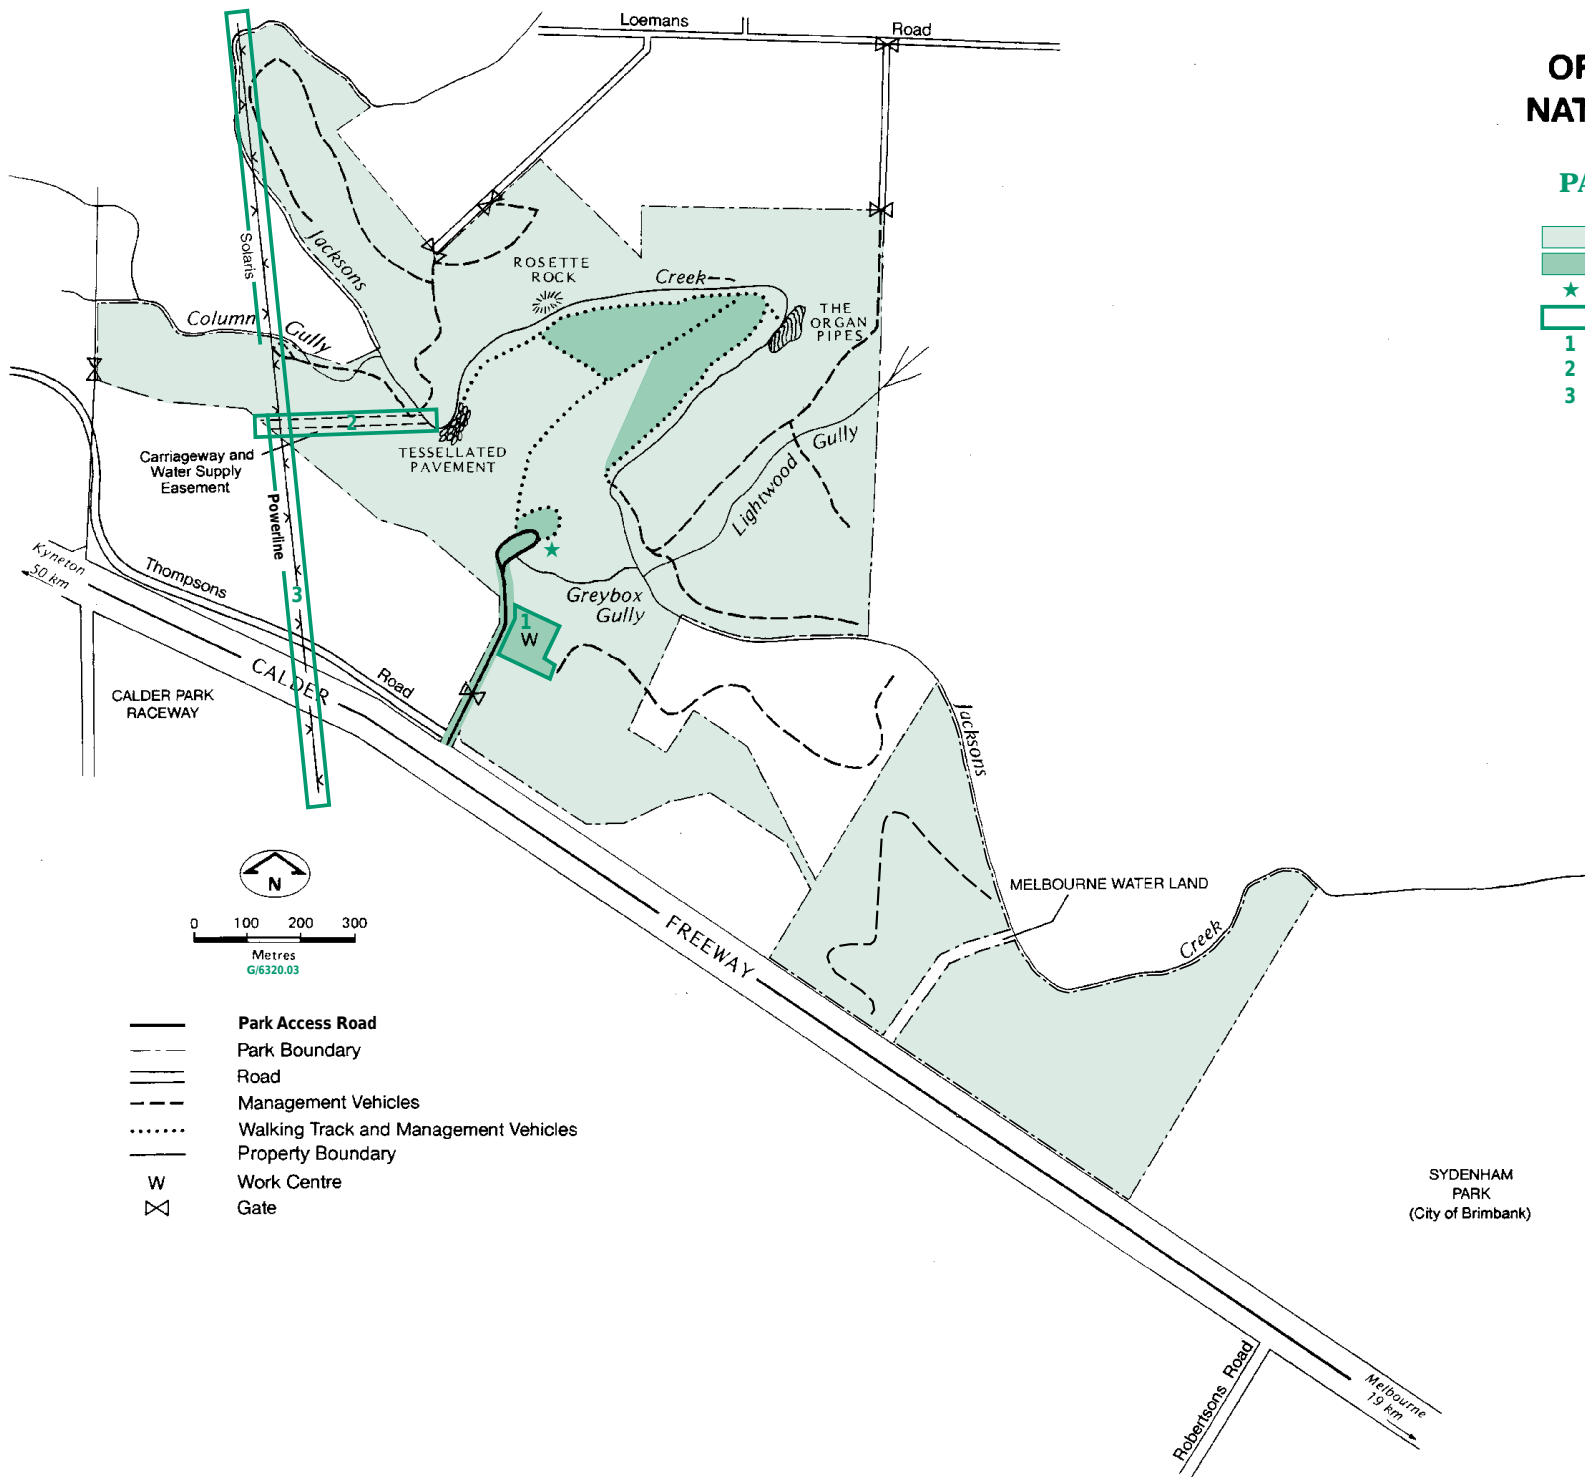 Loemans
Road
OF
NAT
PA
★
1
2
3
Solaris
Jacksons
ROSETTE
ROCK
Creek
THE
ORGAN
PIPES
Column
Gully
2
TESSELLATED
PAVEMENT
Carriageway and
Water Supply
Easement
Lightwood
Gully
Powerline
Kyneton
50 km
Thompsons
3
★
Greybox
Gully
1
W
Road
CALDER
CALDER PARK
RACEWAY
Jacksons
N
MELBOURNE WATER LAND
0 100 200 300
Metres
G/6320.03
FREEWAY
Creek
Park Access Road
Park Boundary
Road
Management Vehicles
Walking Track and Management Vehicles
Property Boundary
W Work Centre
Gate
SYDENHAM
PARK
(City of Brimbank)
Robertsons Road
Melbourne
19 km